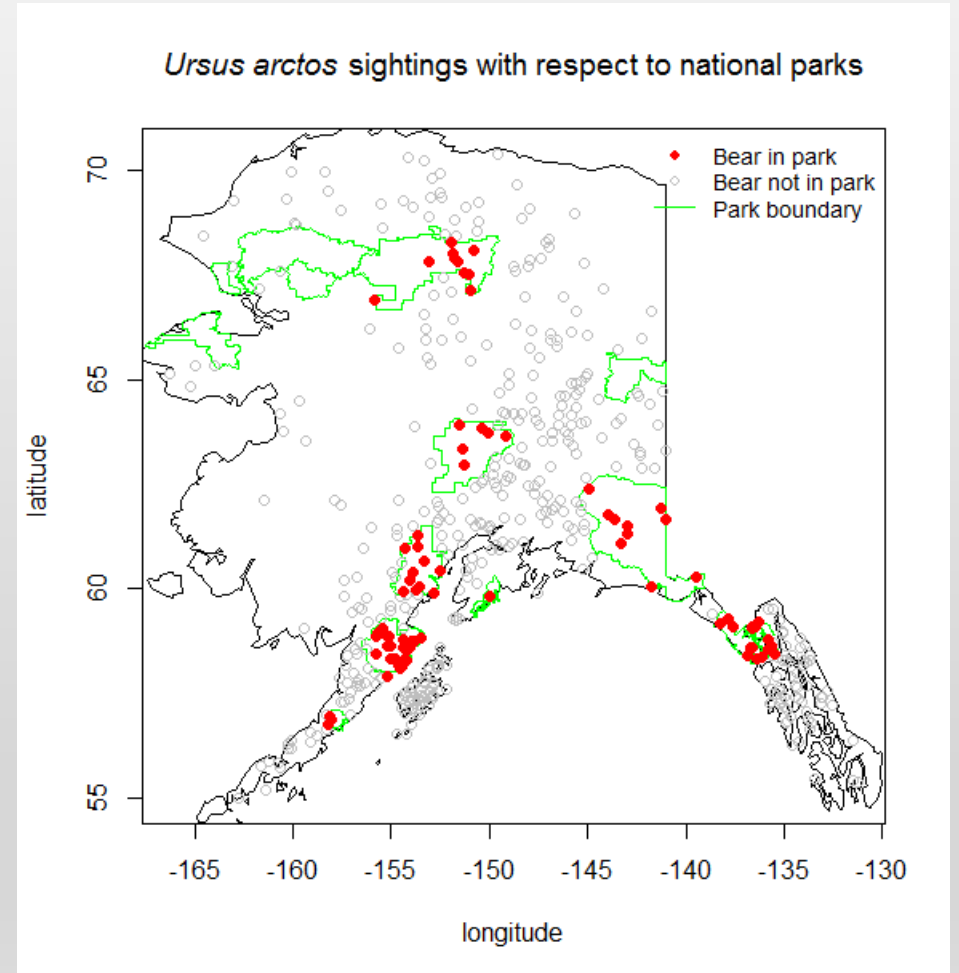 Ursus arctos sightings with respect to national parks
Bear in park
Bear not in park
Park boundary
70
65
60
55
latitude
-165 -160 -155 -150 -145 -140 -135 -130
longitude